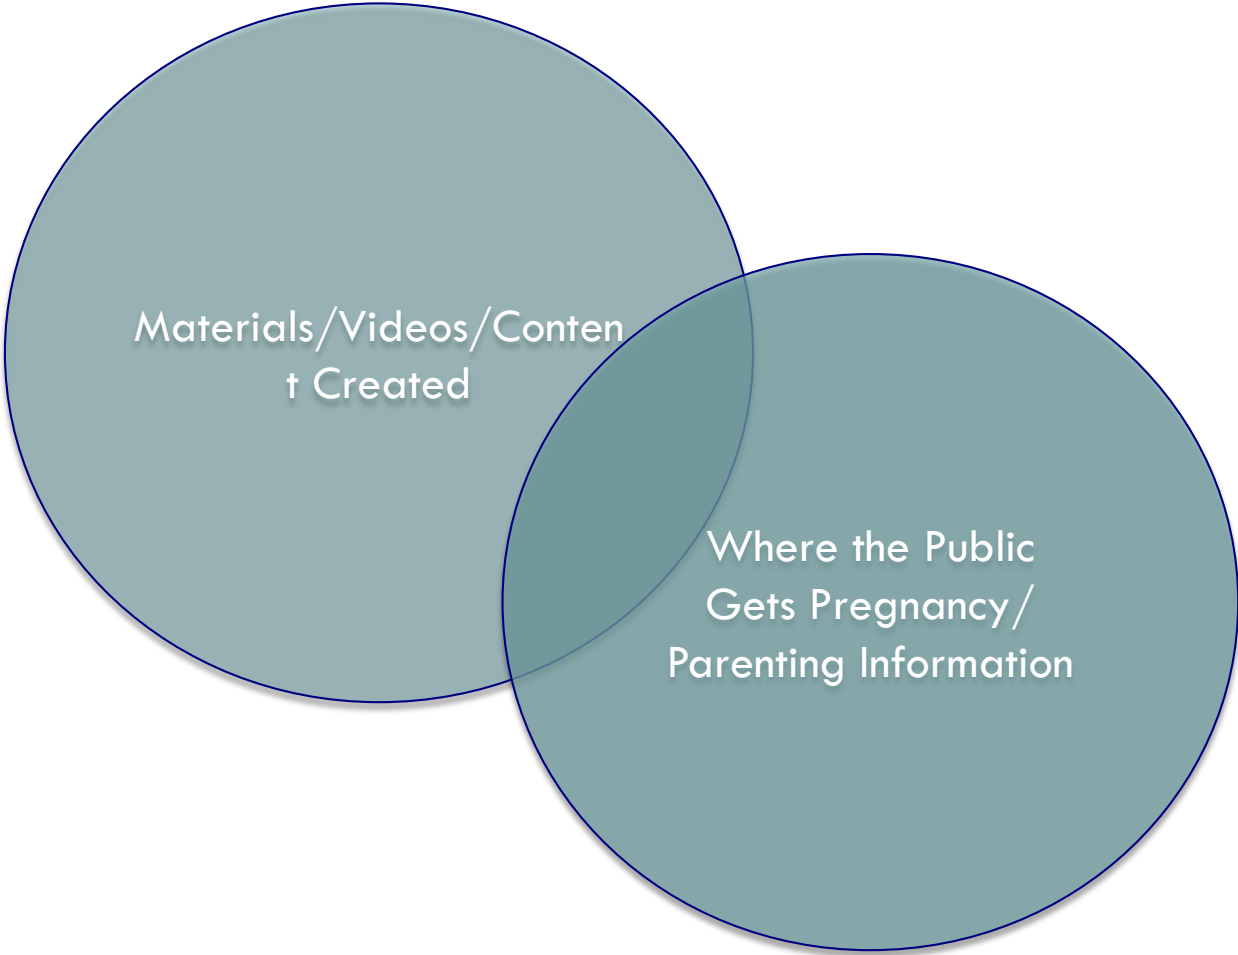 Materials/Videos/Conten
t Created
Where the Public
Gets Pregnancy/
Parenting Information